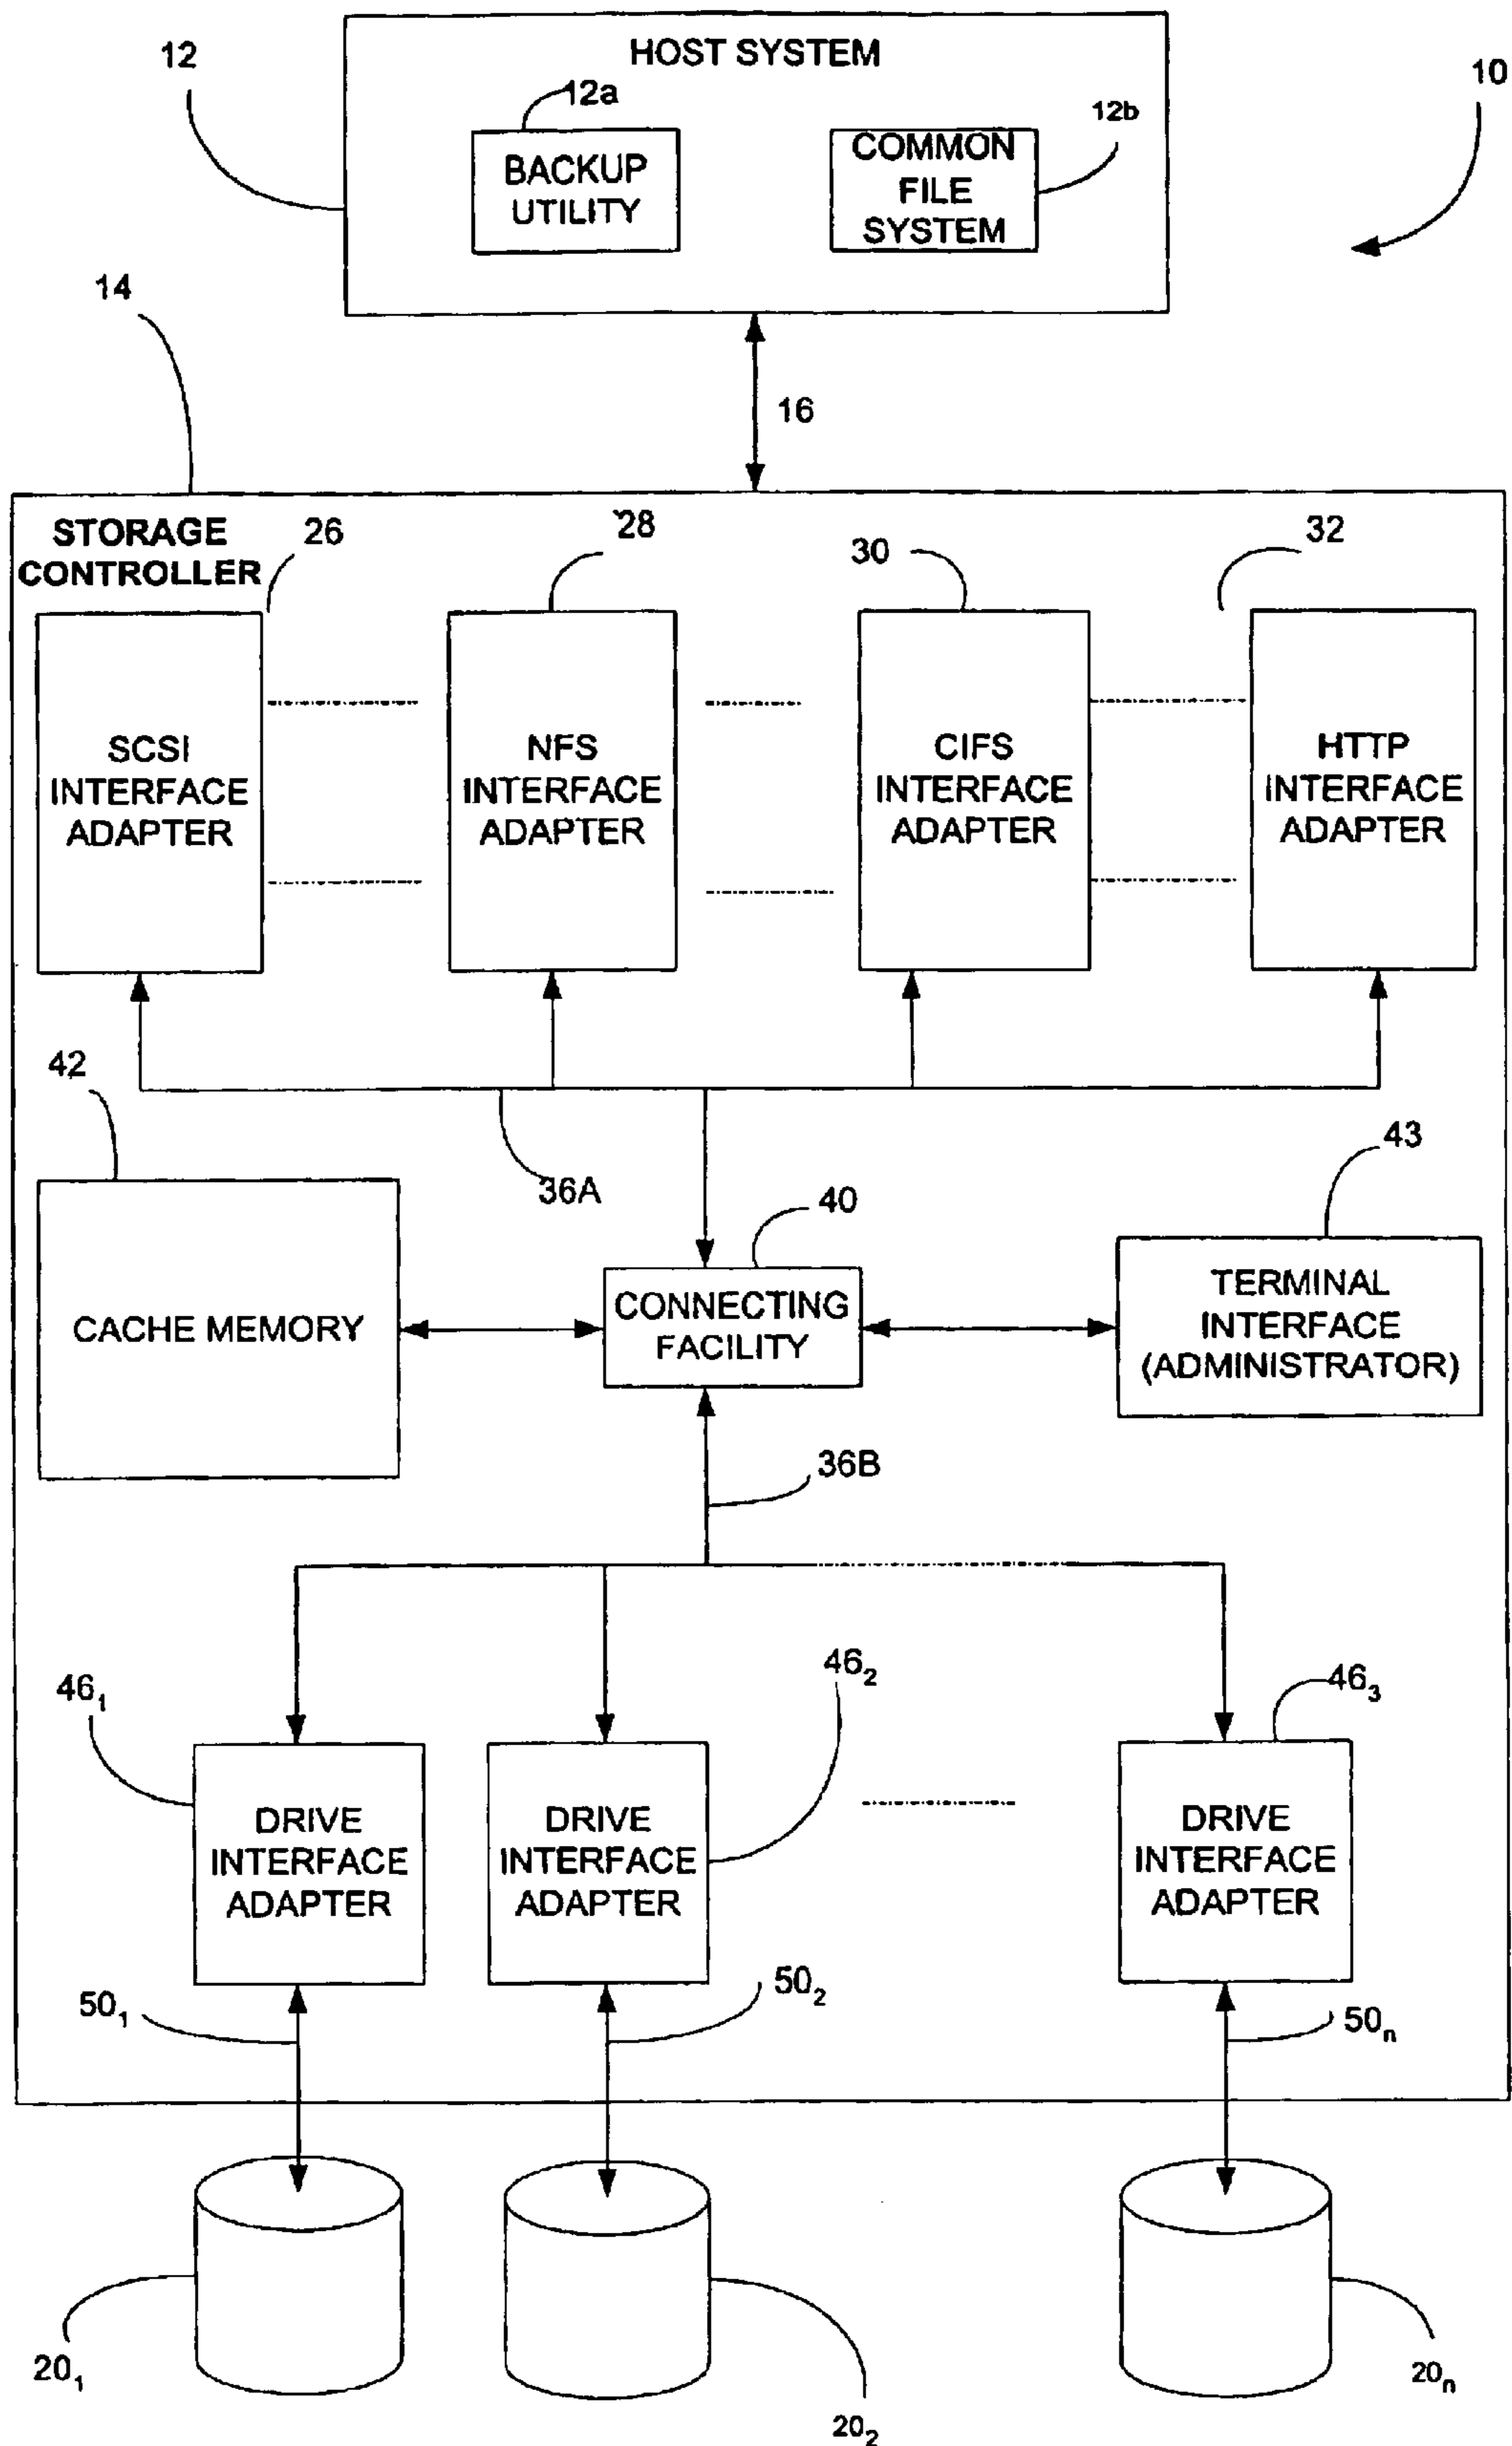 HOST SYSTEM
12
10
12a
12b
BACKUP
UTILITY
COMMON
FILE
SYSTEM
14
16
STORAGE
CONTROLLER
26
28
30
32
SCSI
INTERFACE
ADAPTER
NFS
INTERFACE
ADAPTER
CIFS
INTERFACE
ADAPTER
HTTP
INTERFACE
ADAPTER
42
36A
40
43
CACHE MEMORY
CONNECTING
FACILITY
TERMINAL
INTERFACE
(ADMINISTRATOR)
36B
46₁
46₂
46₃
DRIVE
INTERFACE
ADAPTER
DRIVE
INTERFACE
ADAPTER
DRIVE
INTERFACE
ADAPTER
50₁
50₂
50ₙ
20₁
20₂
20ₙ